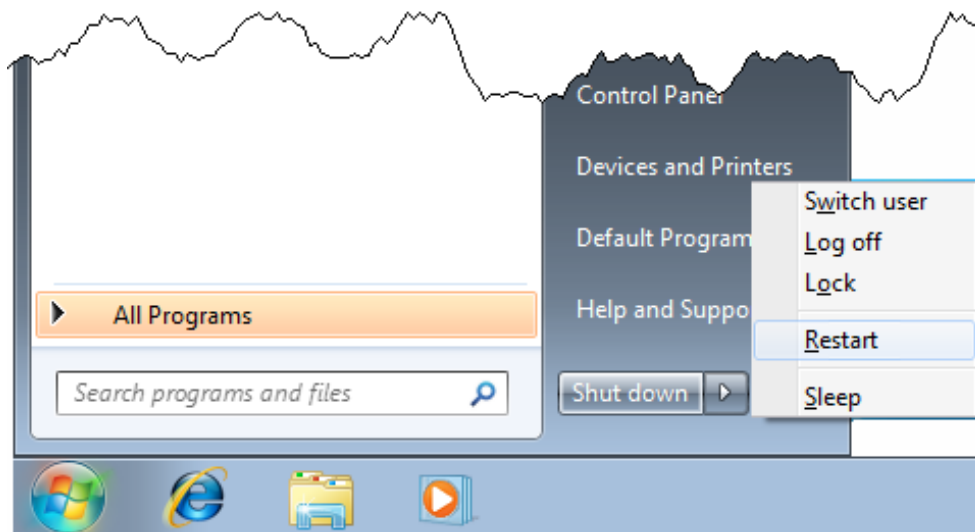 Control Panel
Devices and Printers
Default Program
Help and Suppo
All Programs
Search programs and files
Shut down
Switch user
Log off
Lock
Restart
Sleep